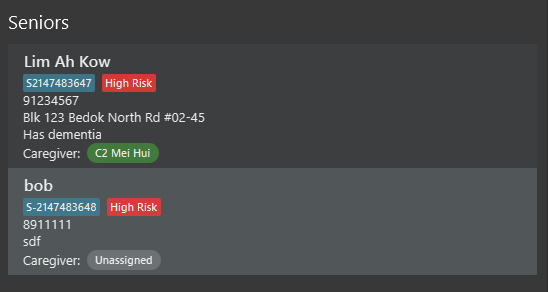 Seniors
Lim Ah Kow
S2147483647 High Risk
91234567
Blk 123 Bedok North Rd #02-45
Has dementia
Caregiver: C2 Mei Hui
bob
S-2147483648 High Risk
8911111
sdf
Caregiver: Unassigned